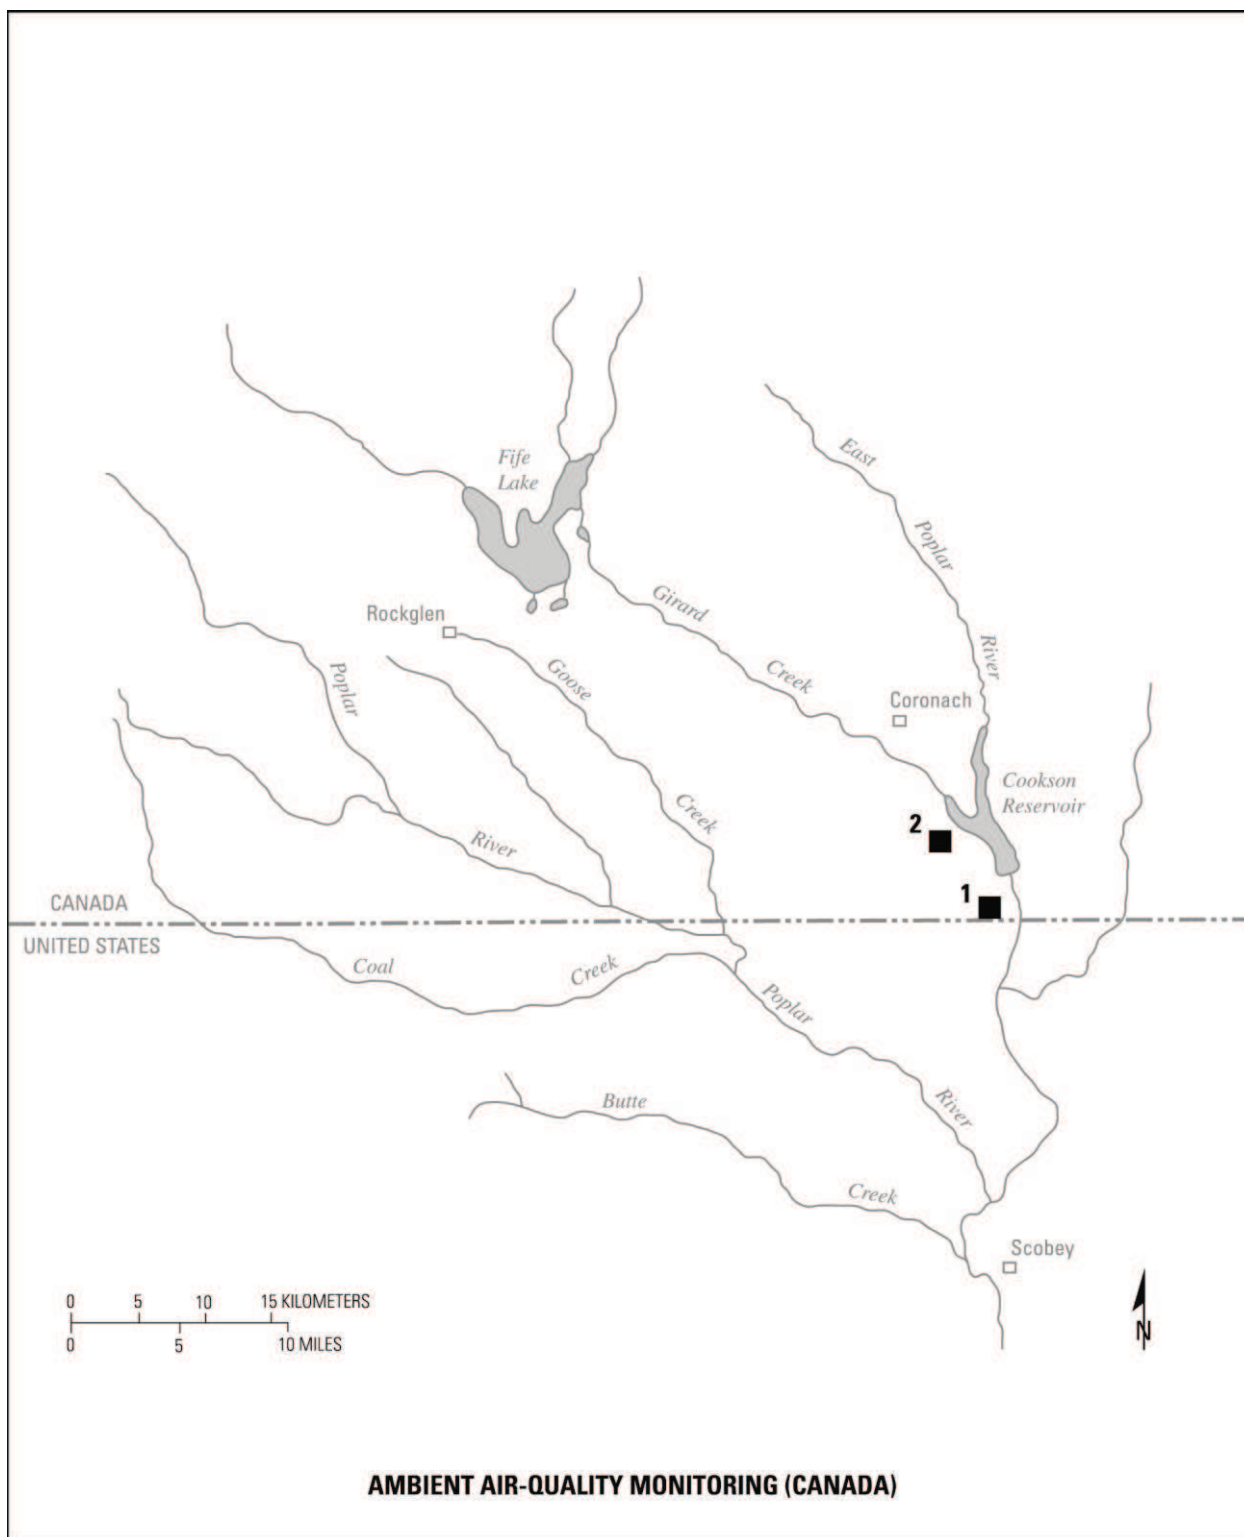 Fife
Lake
East
Poplar
River
Girard
Creek
Rockglen
Goose
Creek
Poplar
River
Coronach
Cookson
Reservoir
2
1
CANADA
UNITED STATES
Coal
Creek
Poplar
River
Butte
Creek
Scobey
0 5 10 15 KILOMETERS
0 5 10 MILES
N
AMBIENT AIR-QUALITY MONITORING (CANADA)